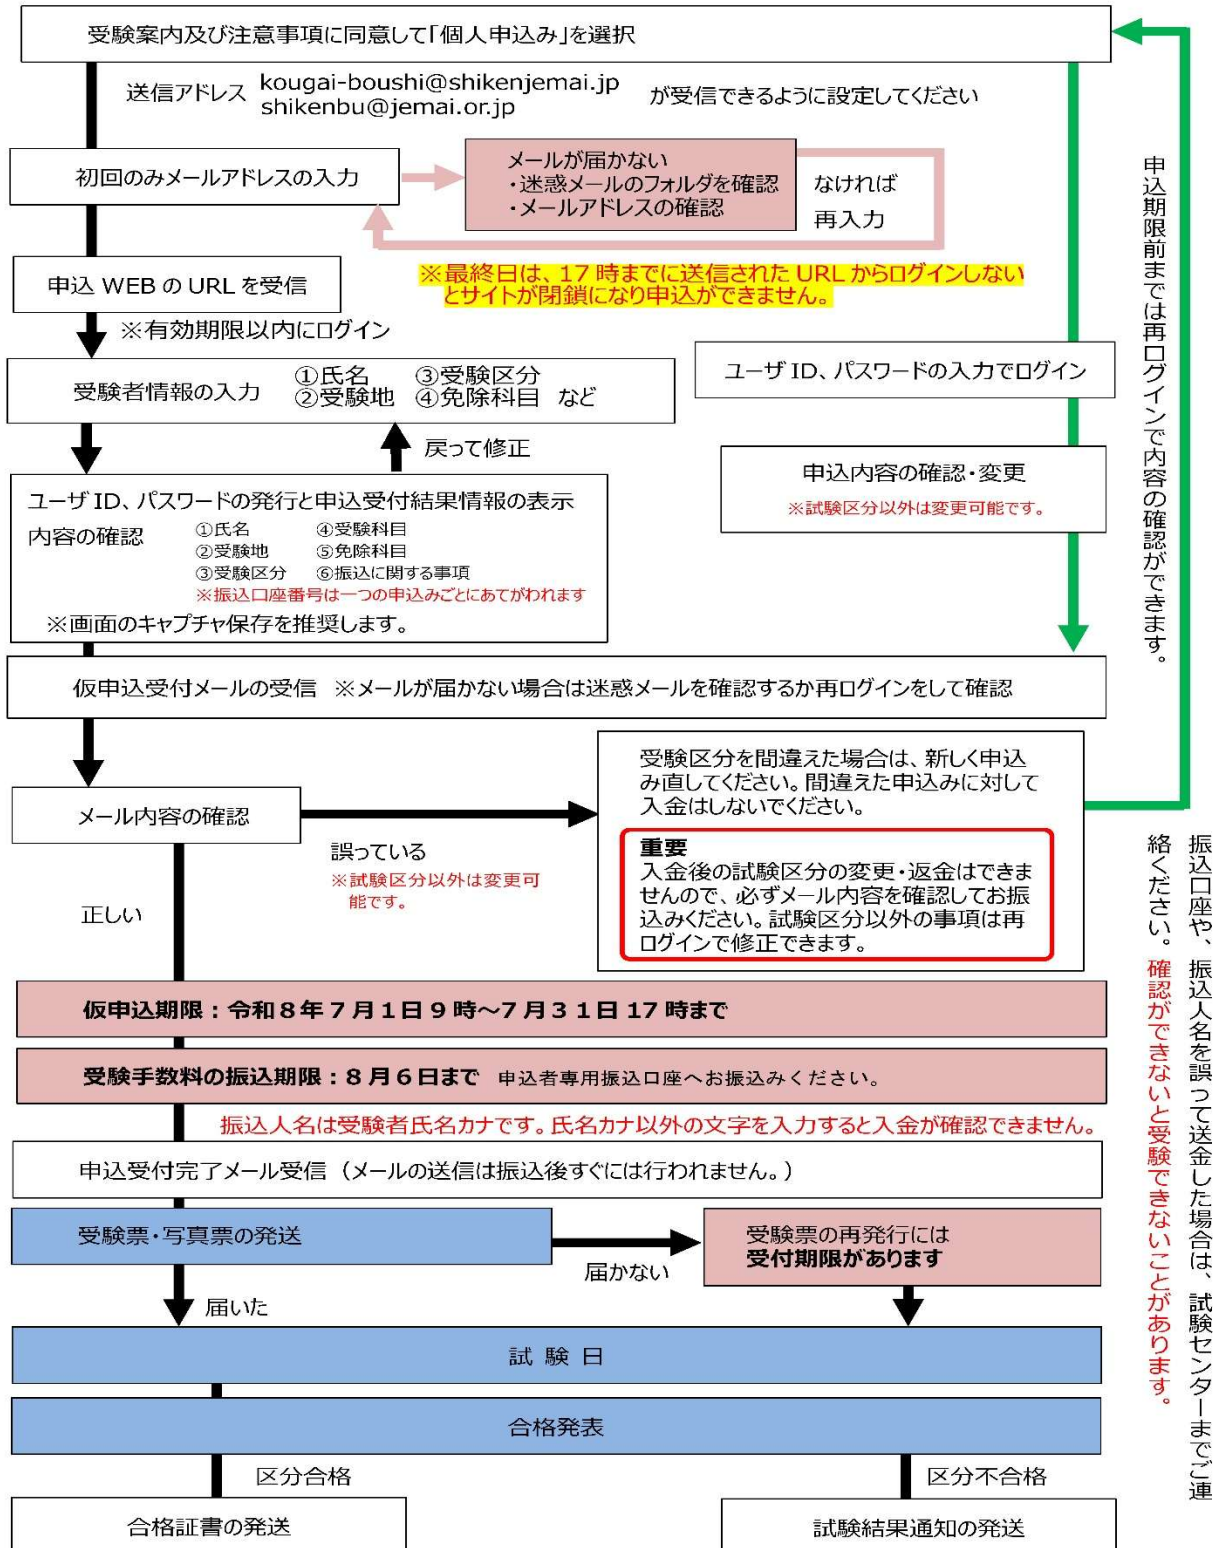 受験案内及び注意事項に同意して「個人申込み」を選択
送信アドレス
kougai-boushi@shikenjemai.jp
shikenbu@jemai.or.jp
が受信できるように設定してください
初回のみメールアドレスの入力
メールが届かない
・迷惑メールのフォルダを確認
・メールアドレスの確認
なければ
再入力
申込 WEB の URL を受信
※最終日は、17 時までに送信された URL からログインしない
とサイトが閉鎖になり申込ができません。
※有効期限以内にログイン
受験者情報の入力
①氏名 ③受験区分
②受験地 ④免除科目 など
戻って修正
ユーザ ID、パスワードの入力でログイン
申込内容の確認・変更
※試験区分以外は変更可能です。
ユーザ ID、パスワードの発行と申込受付結果情報の表示
内容の確認
①氏名 ④受験科目
②受験地 ⑤免除科目
③受験区分 ⑥振込に関する事項
※振込口座番号は一つの申込みごとにあてがわれます
※画面のキャプチャ保存を推奨します。
仮申込受付メールの受信 ※メールが届かない場合は迷惑メールを確認するか再ログインをして確認
メール内容の確認
誤っている
※試験区分以外は変更可
能です。
正しい
受験区分を間違えた場合は、新しく申込
み直してください。間違えた申込みに対して
入金はしないでください。
重要
入金後の試験区分の変更・返金はできま
せんので、必ずメール内容を確認してお振
込みください。試験区分以外の事項は再
ログインで修正できます。
申込期限前までは再ログインで内容の確認ができます。
仮申込期限:令和8年7月1日9時~7月31日17時まで
受験手数料の振込期限:8月6日まで 申込者専用振込口座へお振込みください。
振込人名は受験者氏名カナです。氏名カナ以外の文字を入力すると入金が確認できません。
申込受付完了メール受信(メールの送信は振込後すぐには行われません。)
受験票・写真票の発送
届かない
受験票の再発行には
受付期限があります
届いた
試 験 日
合格発表
区分合格
区分不合格
合格証書の発送
試験結果通知の発送
振込口座や、振込人名を誤って送金した場合は、試験センターまでご連
絡ください。確認ができないと受験できないことがあります。